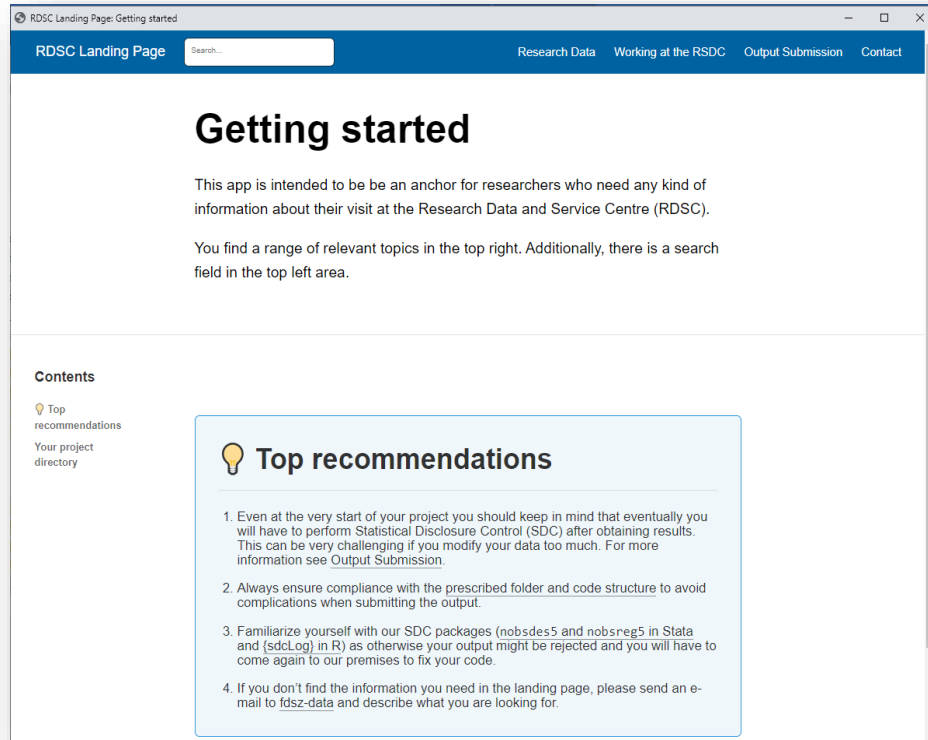 RDSC Landing Page: Getting started
RDSC Landing Page
Search...
Research Data
Working at the RSDC
Output Submission
Contact
Getting started
This app is intended to be be an anchor for researchers who need any kind of
information about their visit at the Research Data and Service Centre (RDSC).
You find a range of relevant topics in the top right. Additionally, there is a search
field in the top left area.
Contents
Top
recommendations
Your project
directory
Top recommendations
1. Even at the very start of your project you should keep in mind that eventually you
will have to perform Statistical Disclosure Control (SDC) after obtaining results.
This can be very challenging if you modify your data too much. For more
information see Output Submission.
2. Always ensure compliance with the prescribed folder and code structure to avoid
complications when submitting the output.
3. Familiarize yourself with our SDC packages (nobsdes5 and nobsreg5 in Stata
and {sdcLog} in R) as otherwise your output might be rejected and you will have to
come again to our premises to fix your code.
4. If you don’t find the information you need in the landing page, please send an e-
mail to fdsz-data and describe what you are looking for.